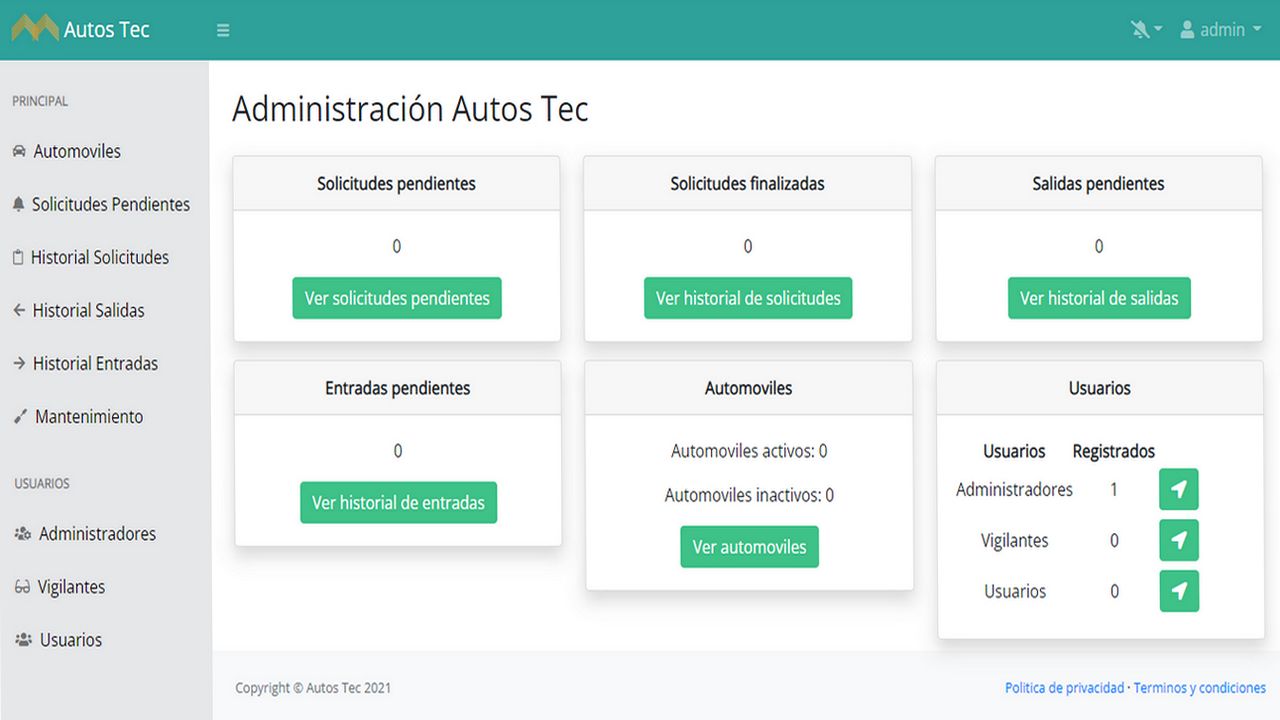 Autos Tec
admin
PRINCIPAL
Automoviles
Solicitudes Pendientes
Historial Solicitudes
Historial Salidas
Historial Entradas
Mantenimiento
USUARIOS
Administradores
Vigilantes
Usuarios
Administración Autos Tec
Solicitudes pendientes
0
Ver solicitudes pendientes
Solicitudes finalizadas
0
Ver historial de solicitudes
Salidas pendientes
0
Ver historial de salidas
Entradas pendientes
0
Ver historial de entradas
Automoviles
Automoviles activos: 0
Automoviles inactivos: 0
Ver automoviles
Usuarios
Usuarios Registrados
Administradores 1
Vigilantes 0
Usuarios 0
Copyright © Autos Tec 2021
Politica de privacidad · Terminos y condiciones